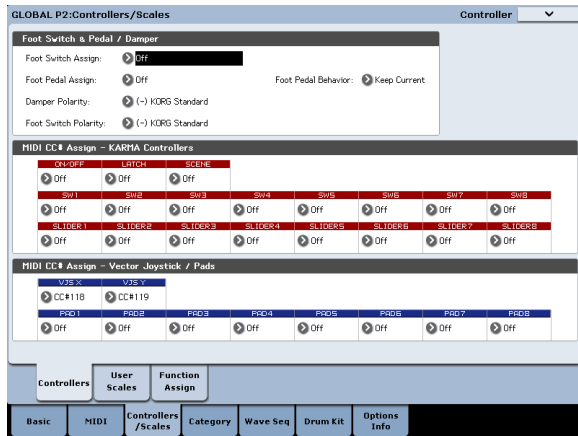 GLOBAL P2:Controllers/Scales Controller
Foot Switch & Pedal / Damper
Foot Switch Assign: Off
Foot Pedal Assign: Off Foot Pedal Behavior: Keep Current
Damper Polarity: (-) KORG Standard
Foot Switch Polarity: (-) KORG Standard
MIDI CC# Assign - KARMA Controllers
ON/OFF LATCH SCENE
Off Off Off
SW1 SW2 SW3 SW4 SW5 SW6 SW7 SW8
Off Off Off Off Off Off Off Off
SLIDER1 SLIDER2 SLIDER3 SLIDER4 SLIDER5 SLIDER6 SLIDER7 SLIDER8
Off Off Off Off Off Off Off Off
MIDI CC# Assign - Vector Joystick / Pads
VJS X VJS Y
CC#118 CC#119
PAD1 PAD2 PAD3 PAD4 PAD5 PAD6 PAD7 PAD8
Off Off Off Off Off Off Off Off
Controllers User Scales Function Assign
Basic MIDI Controllers /Scales Category Wave Seq Drum Kit Options Info